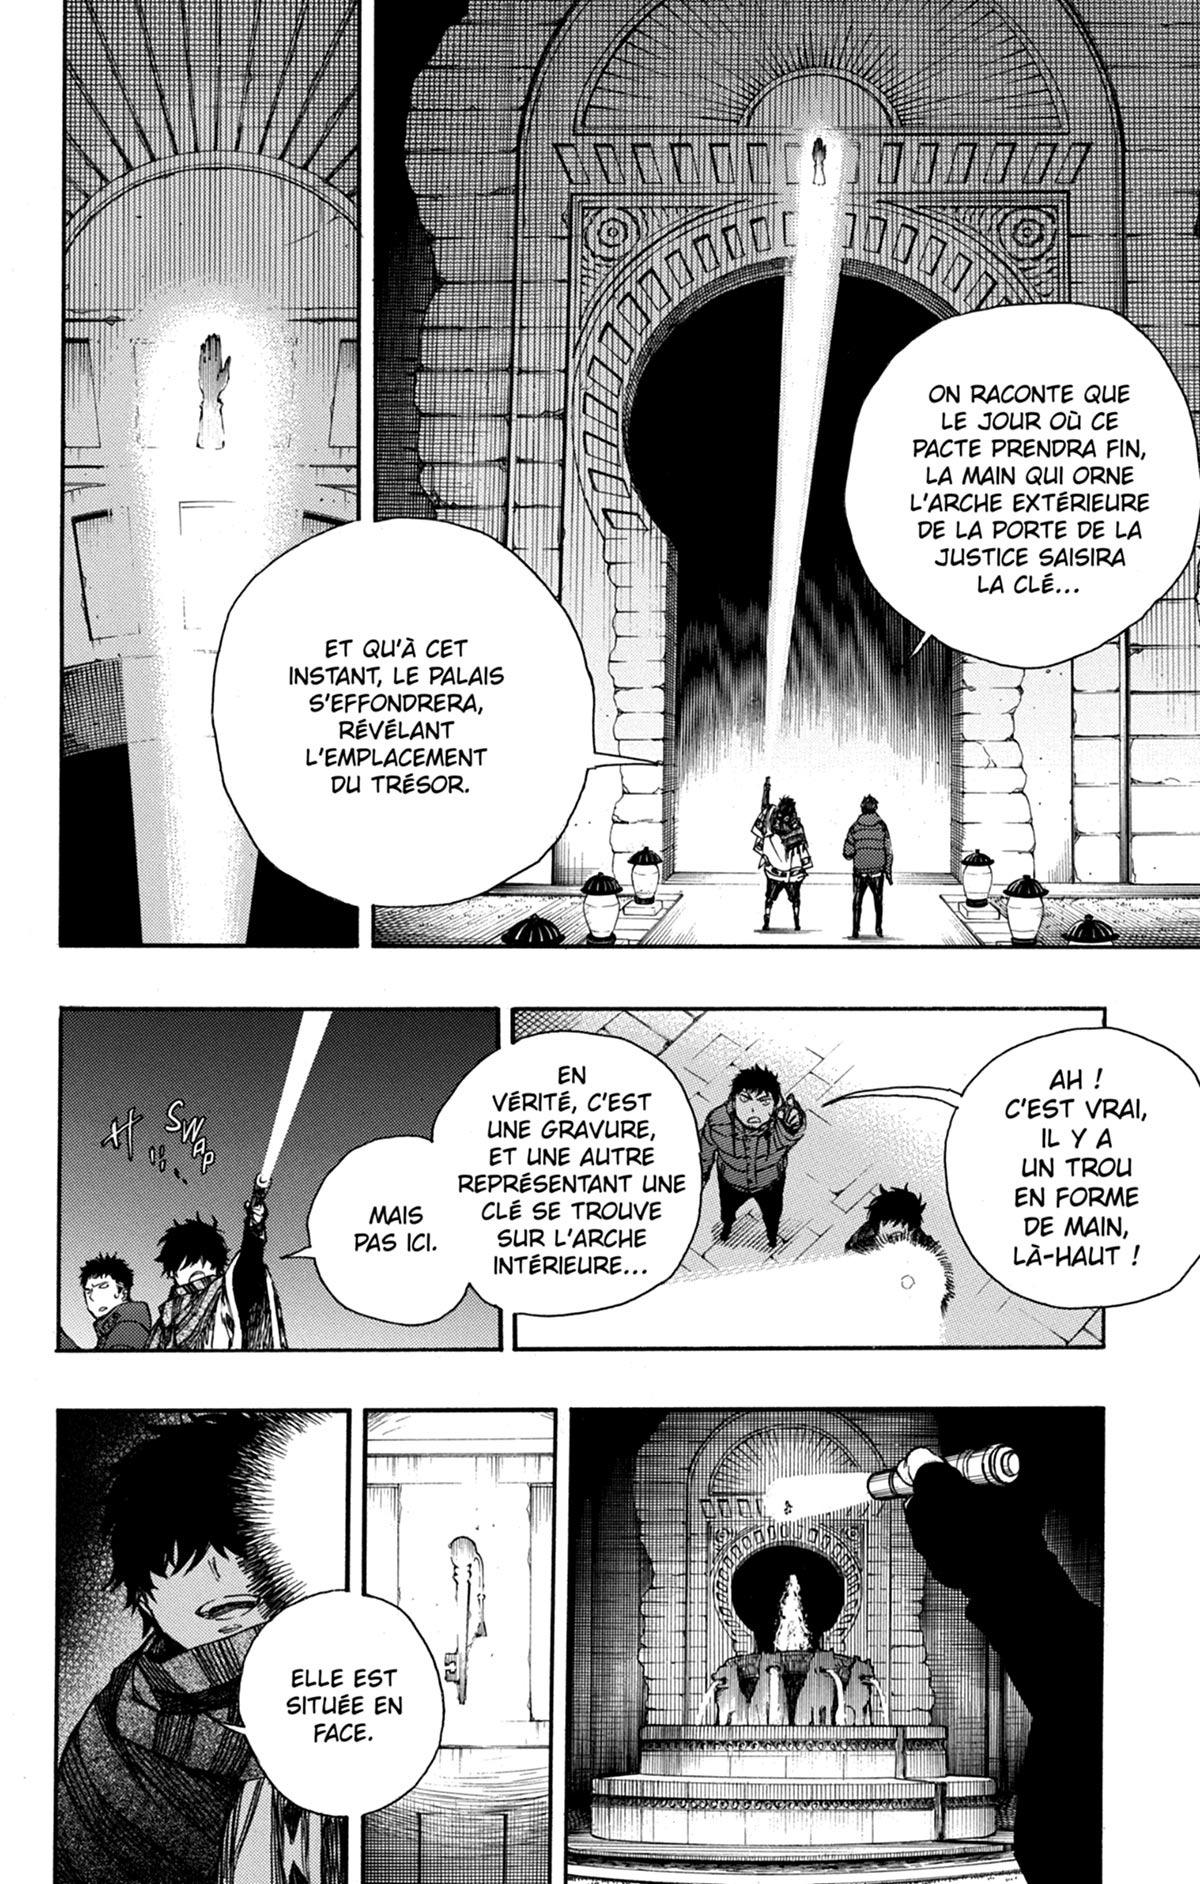 ON RACONTE QUE
LE JOUR OÙ CE
PACTE PRENDRA FIN,
LA MAIN QUI ORNE
L'ARCHE EXTÉRIEURE
DE LA PORTE DE LA
JUSTICE SAISIRA
LA CLÉ...
ET QU'À CET
INSTANT, LE PALAIS
S'EFFONDRERA,
RÉVÉLANT
L'EMPLACEMENT
DU TRÉSOR.
AH !
C'EST VRAI,
IL Y A
UN TROU
EN FORME
DE MAIN,
LÀ-HAUT !
EN
VÉRITÉ, C'EST
UNE GRAVURE,
ET UNE AUTRE
REPRÉSENTANT UNE
CLÉ SE TROUVE
SUR L'ARCHE
INTÉRIEURE...
MAIS
PAS ICI.
SWAP
ELLE EST
SITUÉE EN
FACE.